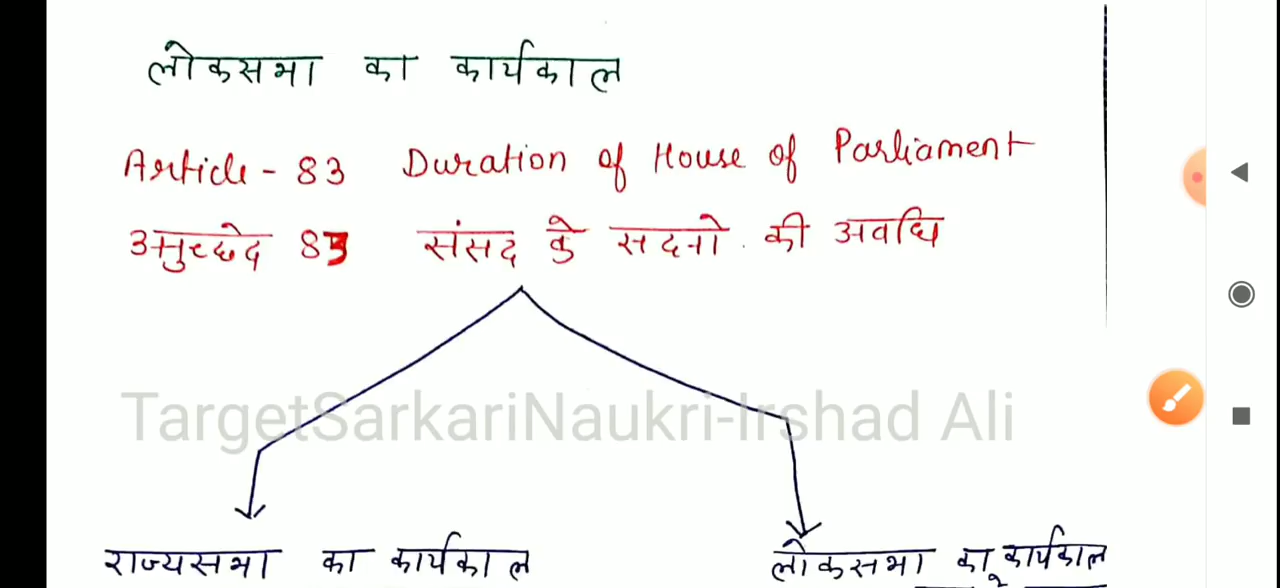 लोकसभा का कार्यकाल
Article - 83 Duration of House of Parliament
अनुच्छेद 83 संसद के सदनो की अवधि
TargetSarkariNaukri-Irshad Ali
राज्यसभा का कार्यकाल
लोकसभा का कार्यकाल